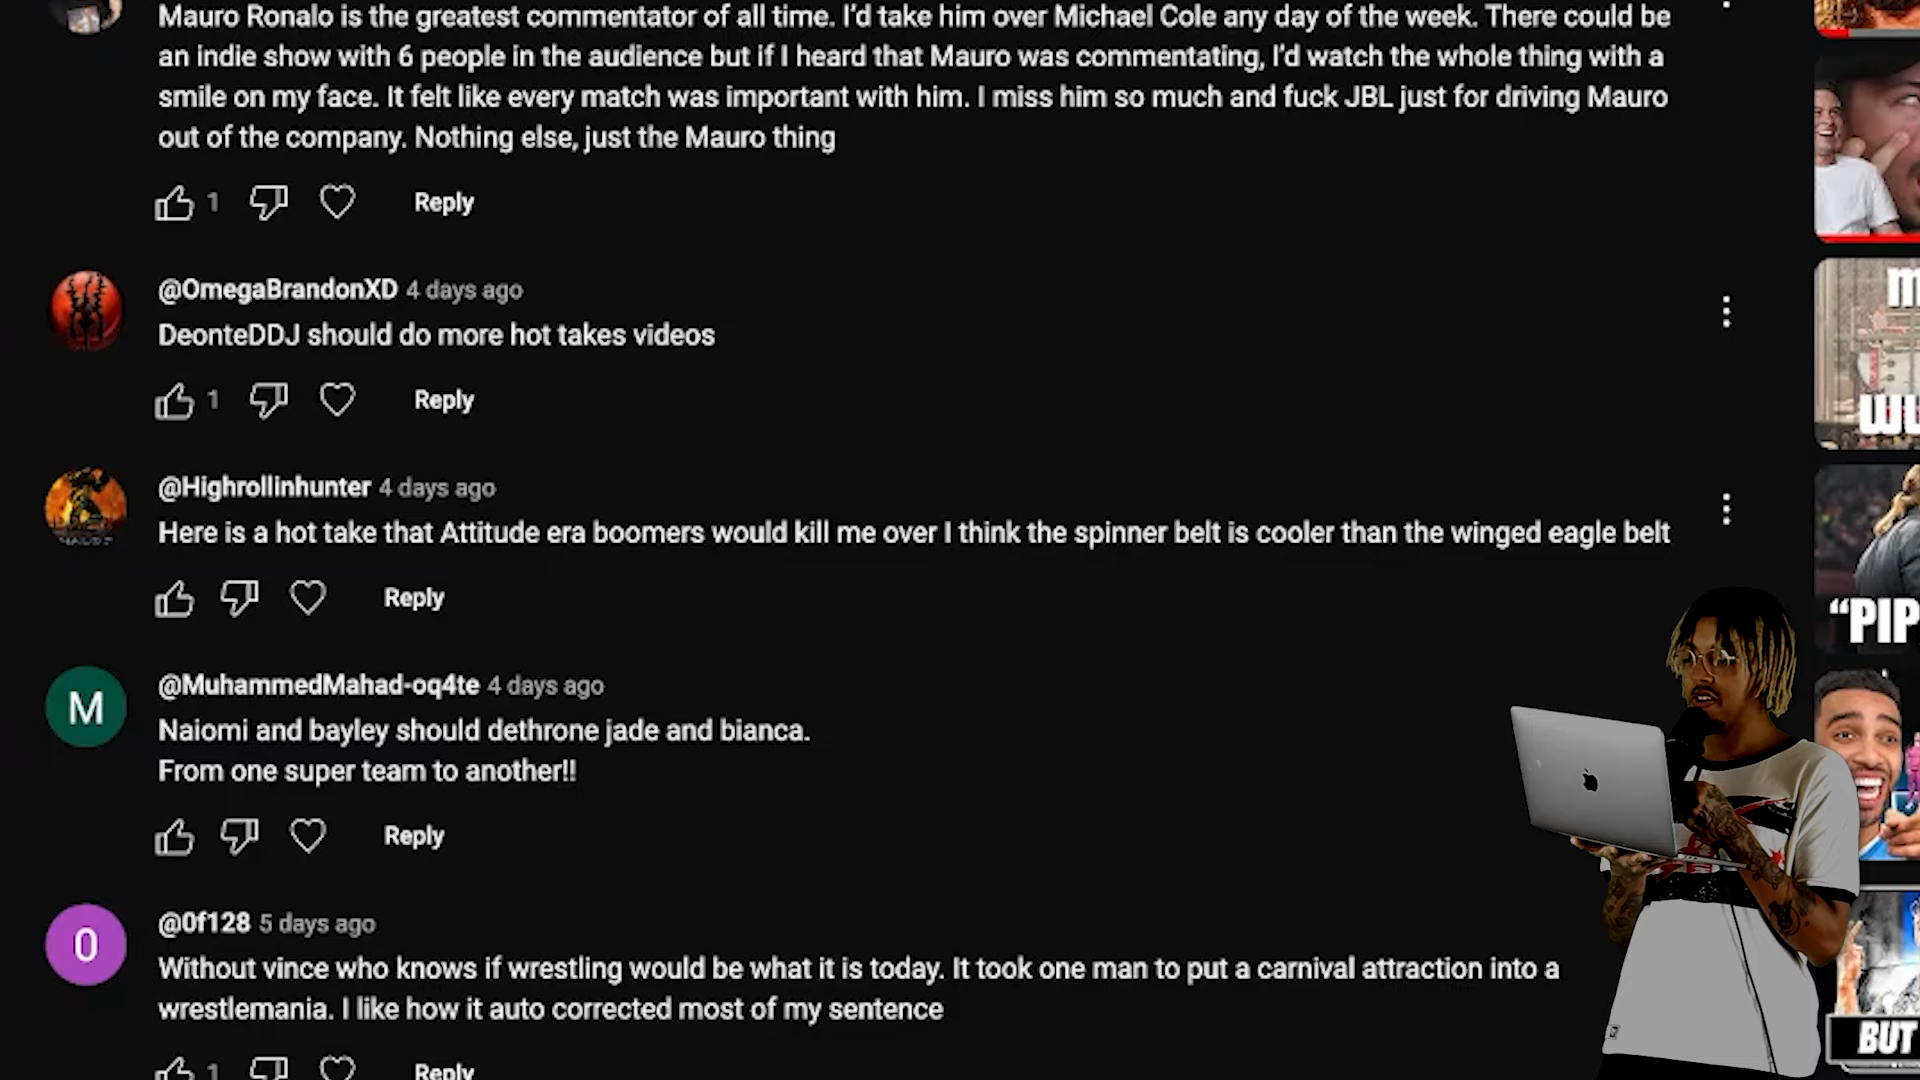 Mauro Ronalo is the greatest commentator of all time. I'd take him over Michael Cole any day of the week. There could be
an indie show with 6 people in the audience but if I heard that Mauro was commentating, I'd watch the whole thing with a
smile on my face. It felt like every match was important with him. I miss him so much and fuck JBL just for driving Mauro
out of the company. Nothing else, just the Mauro thing
1 Reply
@OmegaBrandonXD 4 days ago
DeonteDDJ should do more hot takes videos
1 Reply
@Highrollinhunter 4 days ago
Here is a hot take that Attitude era boomers would kill me over I think the spinner belt is cooler than the winged eagle belt
Reply
"PIP
M
@MuhammedMahad-oq4te 4 days ago
Naiomi and bayley should dethrone jade and bianca.
From one super team to another!!
Reply
0
@0f128 5 days ago
Without vince who knows if wrestling would be what it is today. It took one man to put a carnival attraction into a
wrestlemania. I like how it auto corrected most of my sentence
BUT
1 Reply